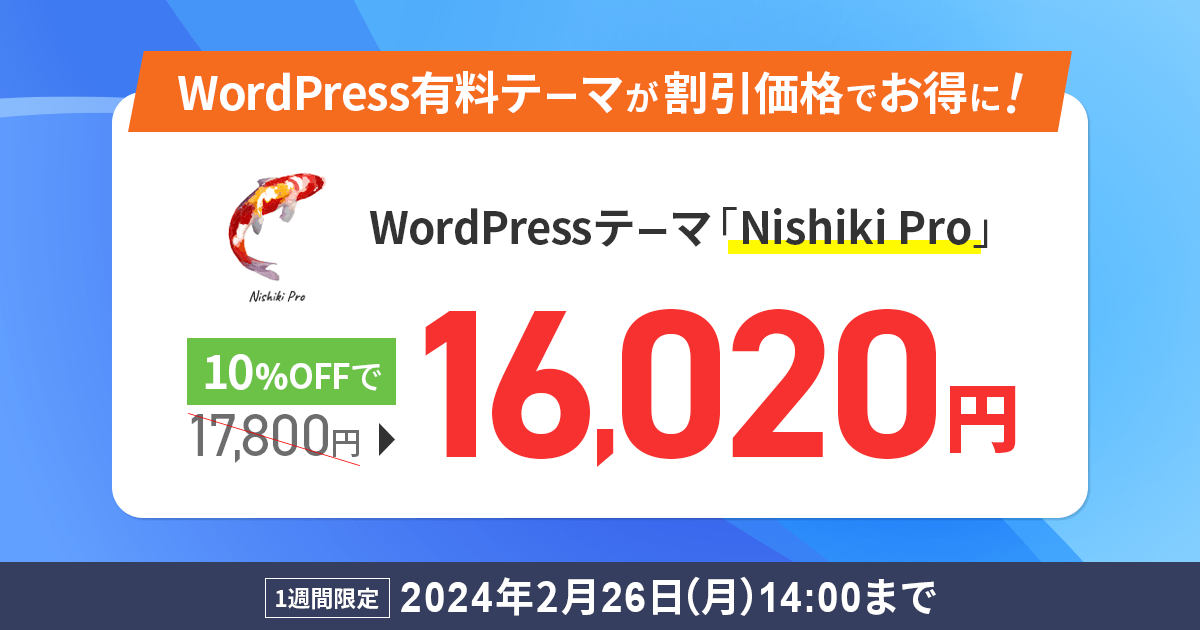 WordPress有料テーマが割引価格でお得に!
Nishiki Pro
WordPressテーマ「Nishiki Pro」
10%OFFで
17,800円
16,020円
1週間限定 2024年2月26日(月)14:00まで